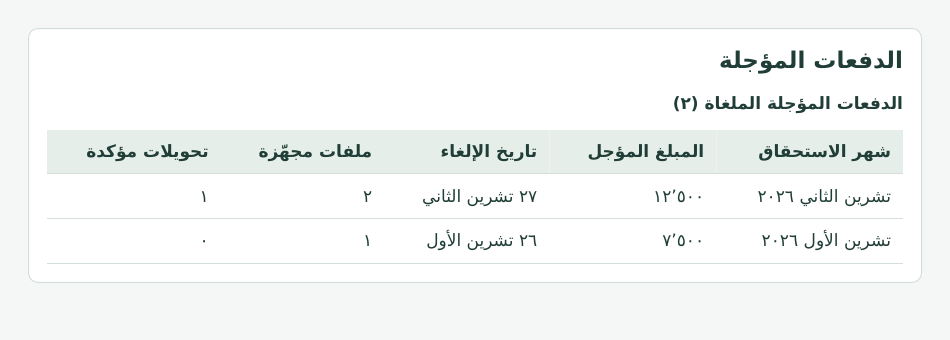 الدفعات المؤجلة
الدفعات المؤجلة الملغاة (٢)
شهر الاستحقاق المبلغ المؤجل تاريخ الإلغاء ملفات مجهّزة تحويلات مؤكدة
تشرين الثاني ٢٠٢٦ ١٢٬٥٠٠ ٢٧ تشرين الثاني ٢ ١
تشرين الأول ٢٠٢٦ ٧٬٥٠٠ ٢٦ تشرين الأول ١ ٠